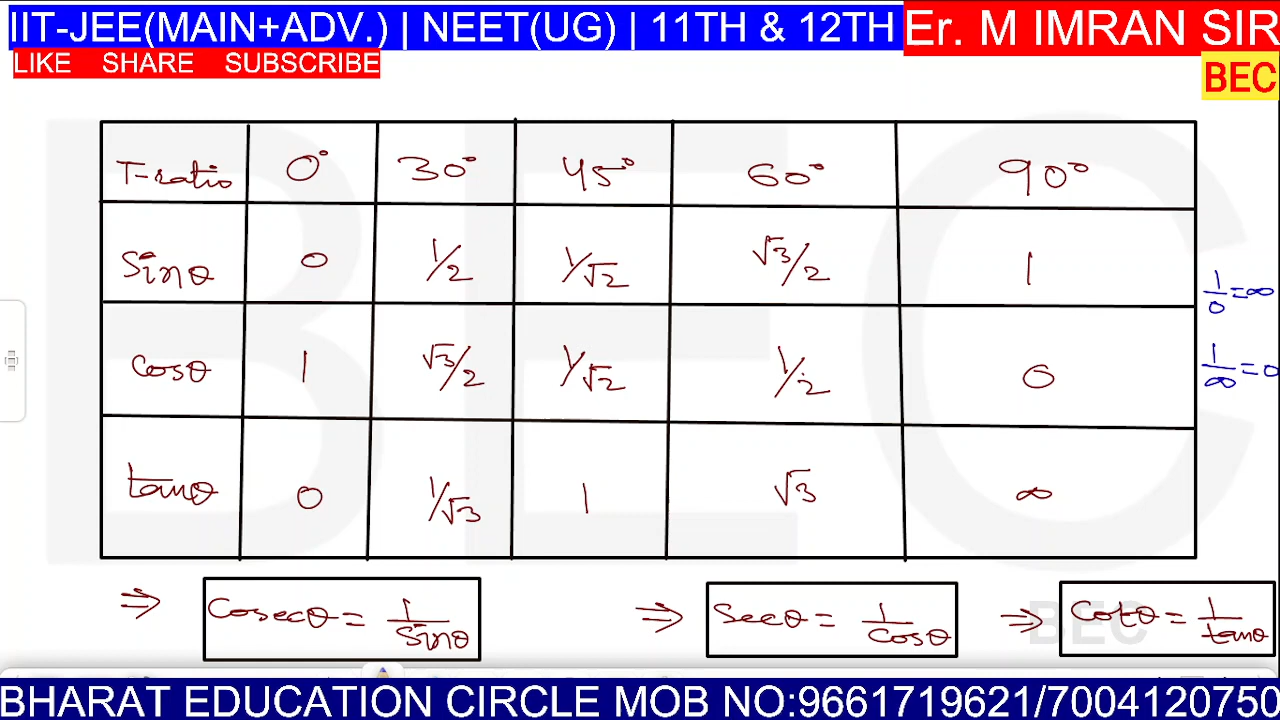 IIT-JEE(MAIN+ADV.) | NEET(UG) | 11TH & 12TH Er. M IMRAN SIR
LIKE SHARE SUBSCRIBE
BEC
T-ratio 0° 30° 45° 60° 90°
Sinθ 0 1/2 1/√2 √3/2 1
1/0 = ∞
Cosθ 1 √3/2 1/√2 1/2 0
1/∞ = 0
tanθ 0 1/√3 1 √3 ∞
⇒ Cosecθ = 1/Sinθ ⇒ Secθ = 1/Cosθ ⇒ Cotθ = 1/tanθ
BEC
BEC
BHARAT EDUCATION CIRCLE MOB NO:9661719621/7004120750